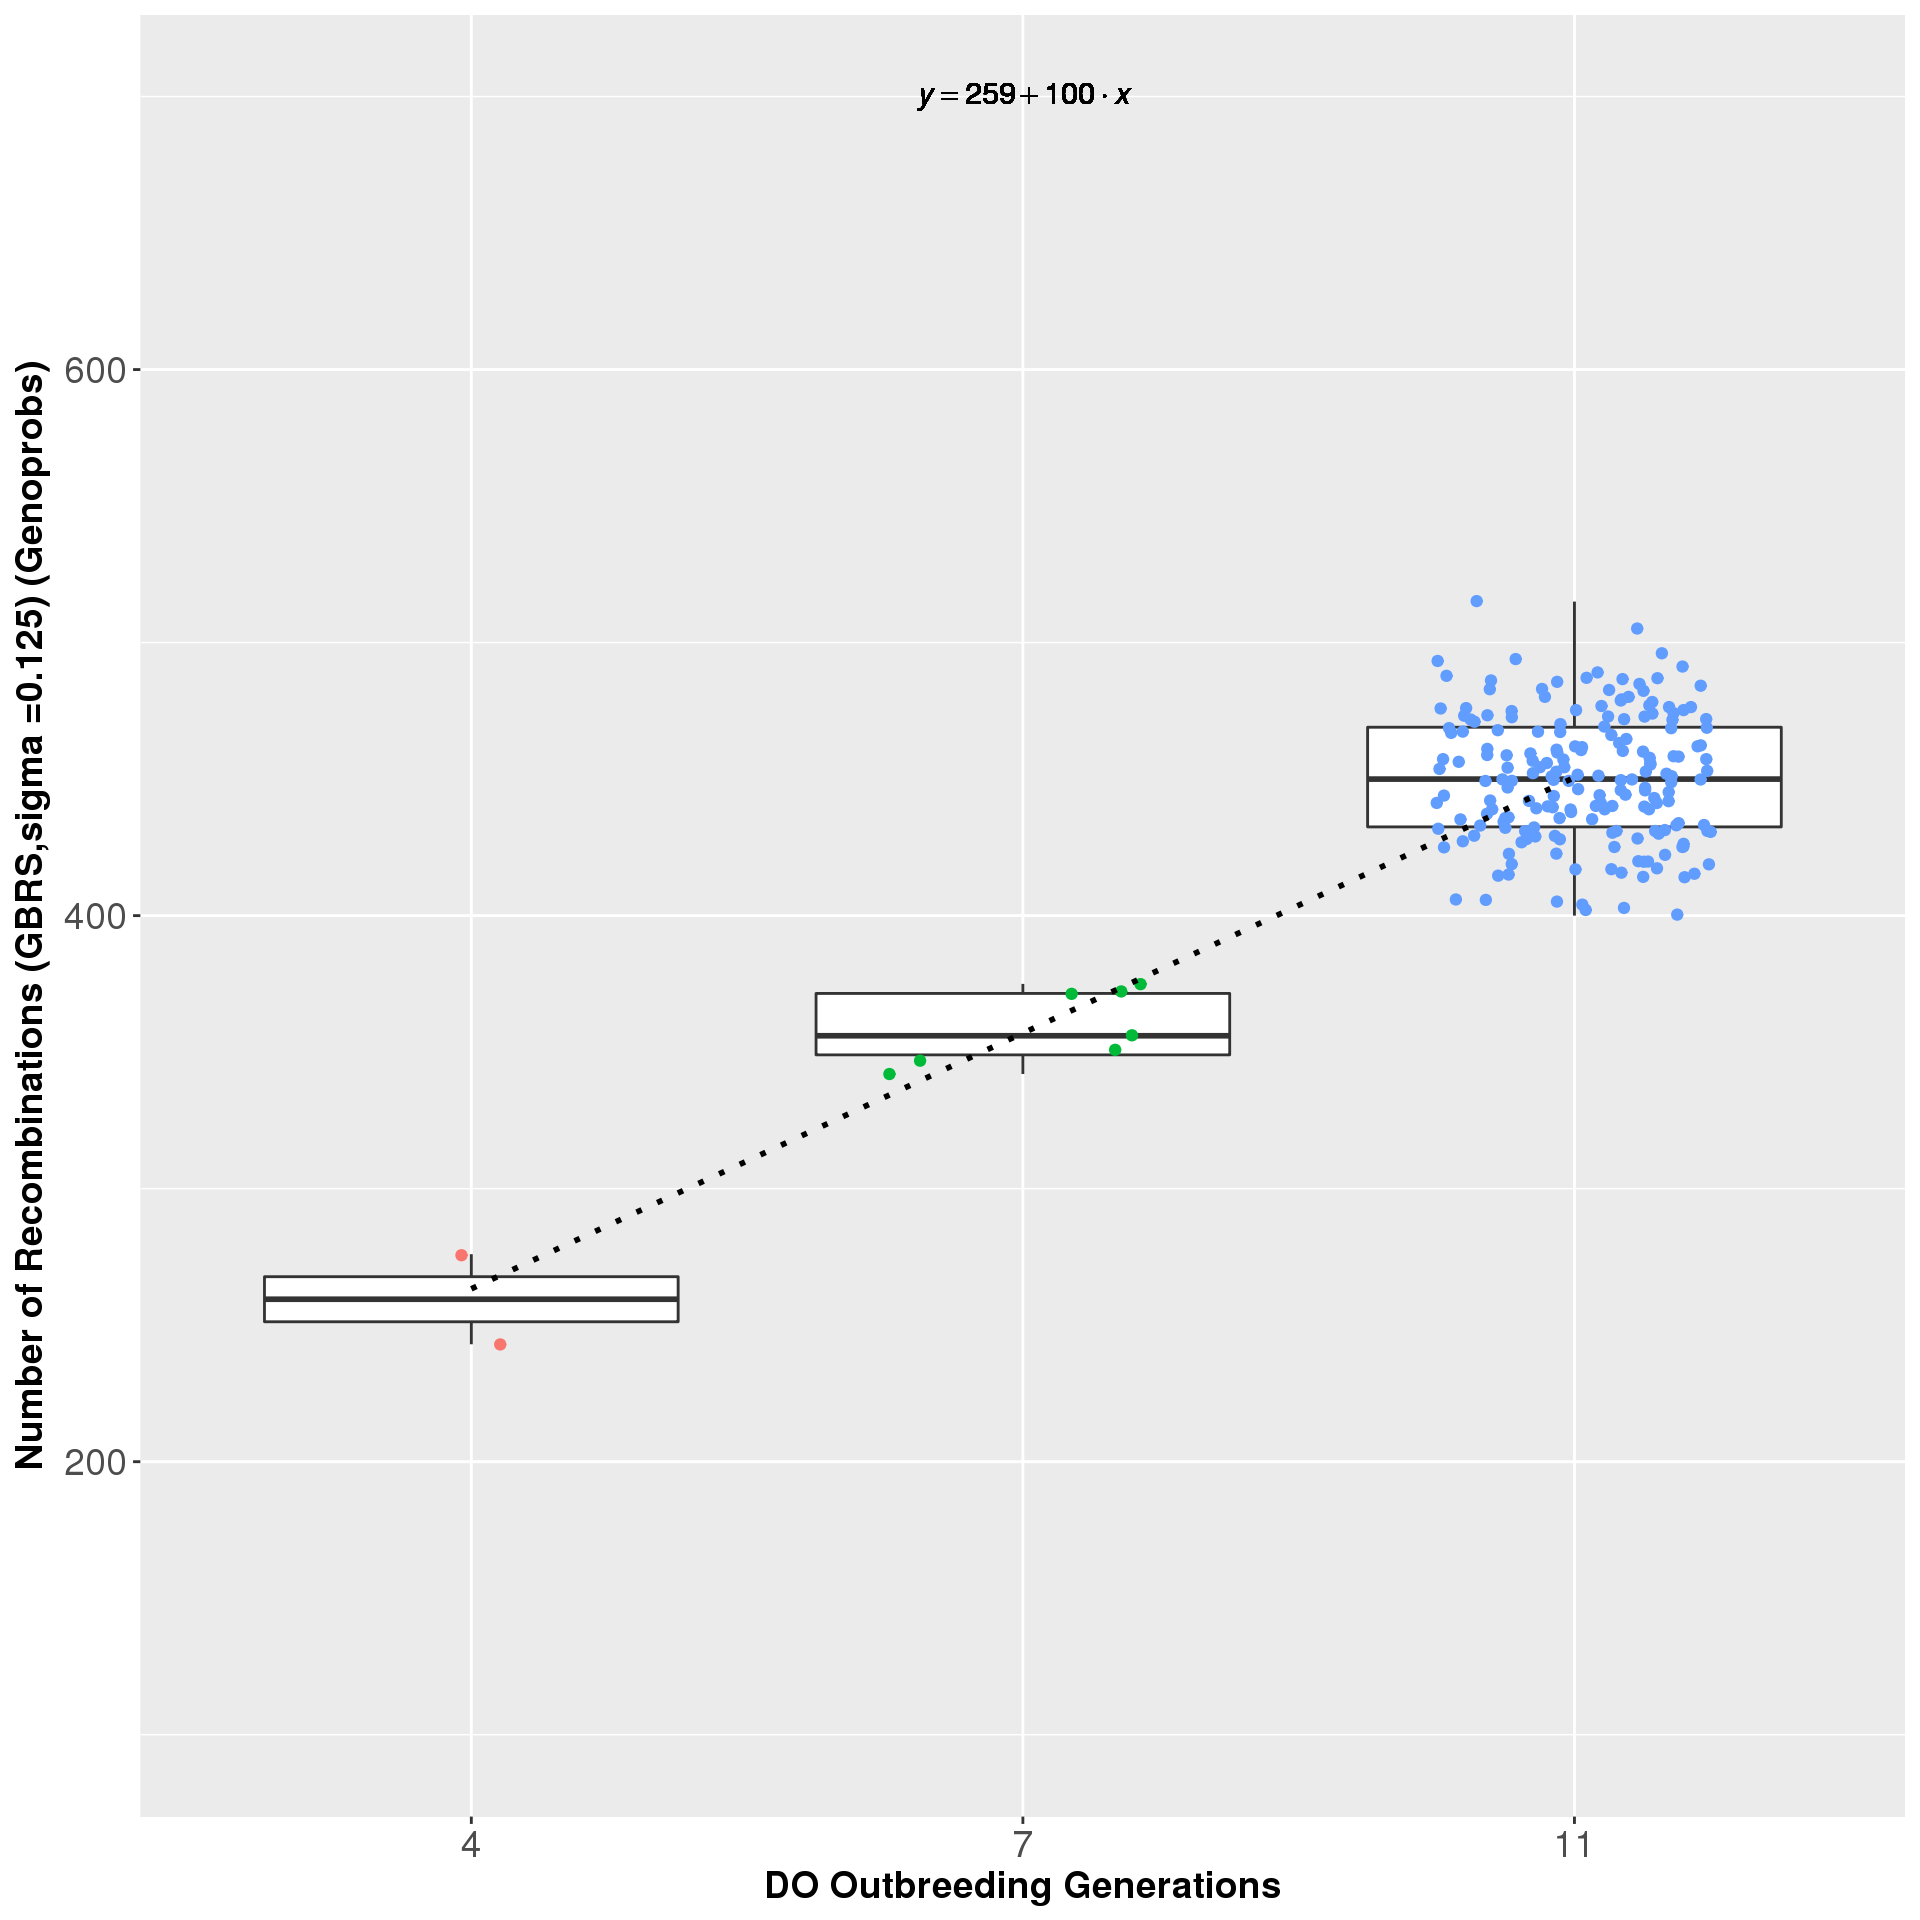 y = 259 + 100 · x
Number of Recombinations (GBRS,sigma =0.125) (Genoprobs)
600
400
200
4
7
11
DO Outbreeding Generations